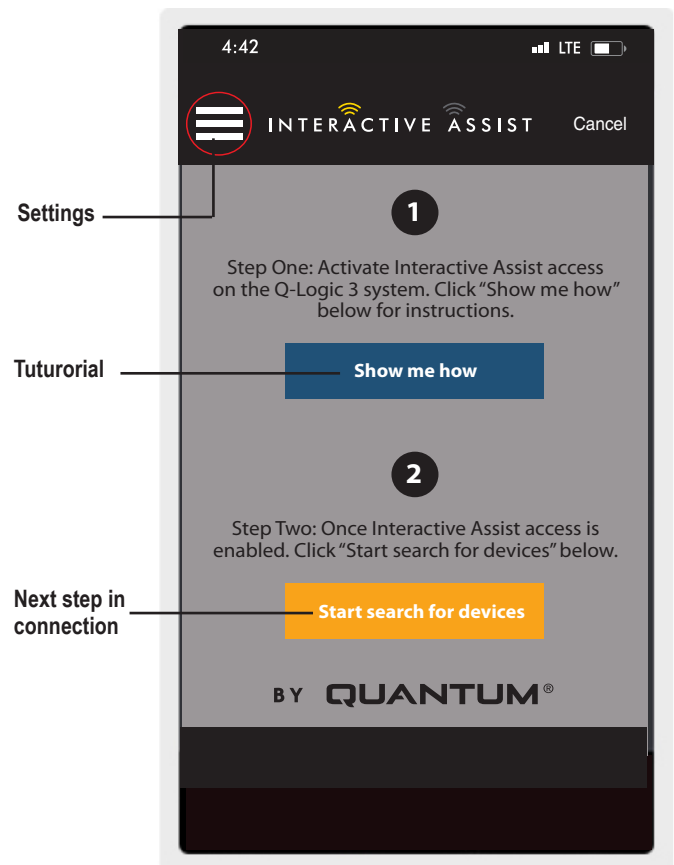 4:42
LTE
INTERACTIVE ASSIST
Cancel
Settings
1
Step One: Activate Interactive Assist access
on the Q-Logic 3 system. Click “Show me how”
below for instructions.
Tuturorial
Show me how
2
Step Two: Once Interactive Assist access is
enabled. Click “Start search for devices” below.
Next step in
connection
Start search for devices
BY QUANTUM®